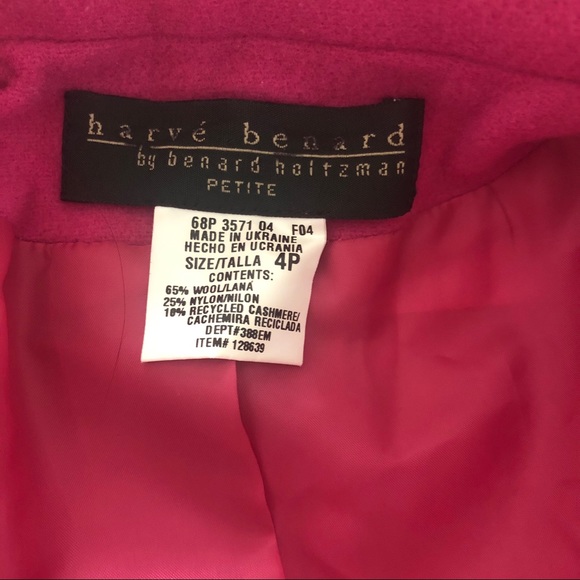 harvé benard
by benard holtzman
PETITE
68P 3571 04 F04
MADE IN UKRAINE
HECHO EN UCRANIA
SIZE/TALLA 4P
CONTENTS:
65% WOOL/LANA
25% NYLON/NILON
10% RECYCLED CASHMERE/
CACHEMIRA RECICLADA
DEPT#388EM
ITEM# 128639